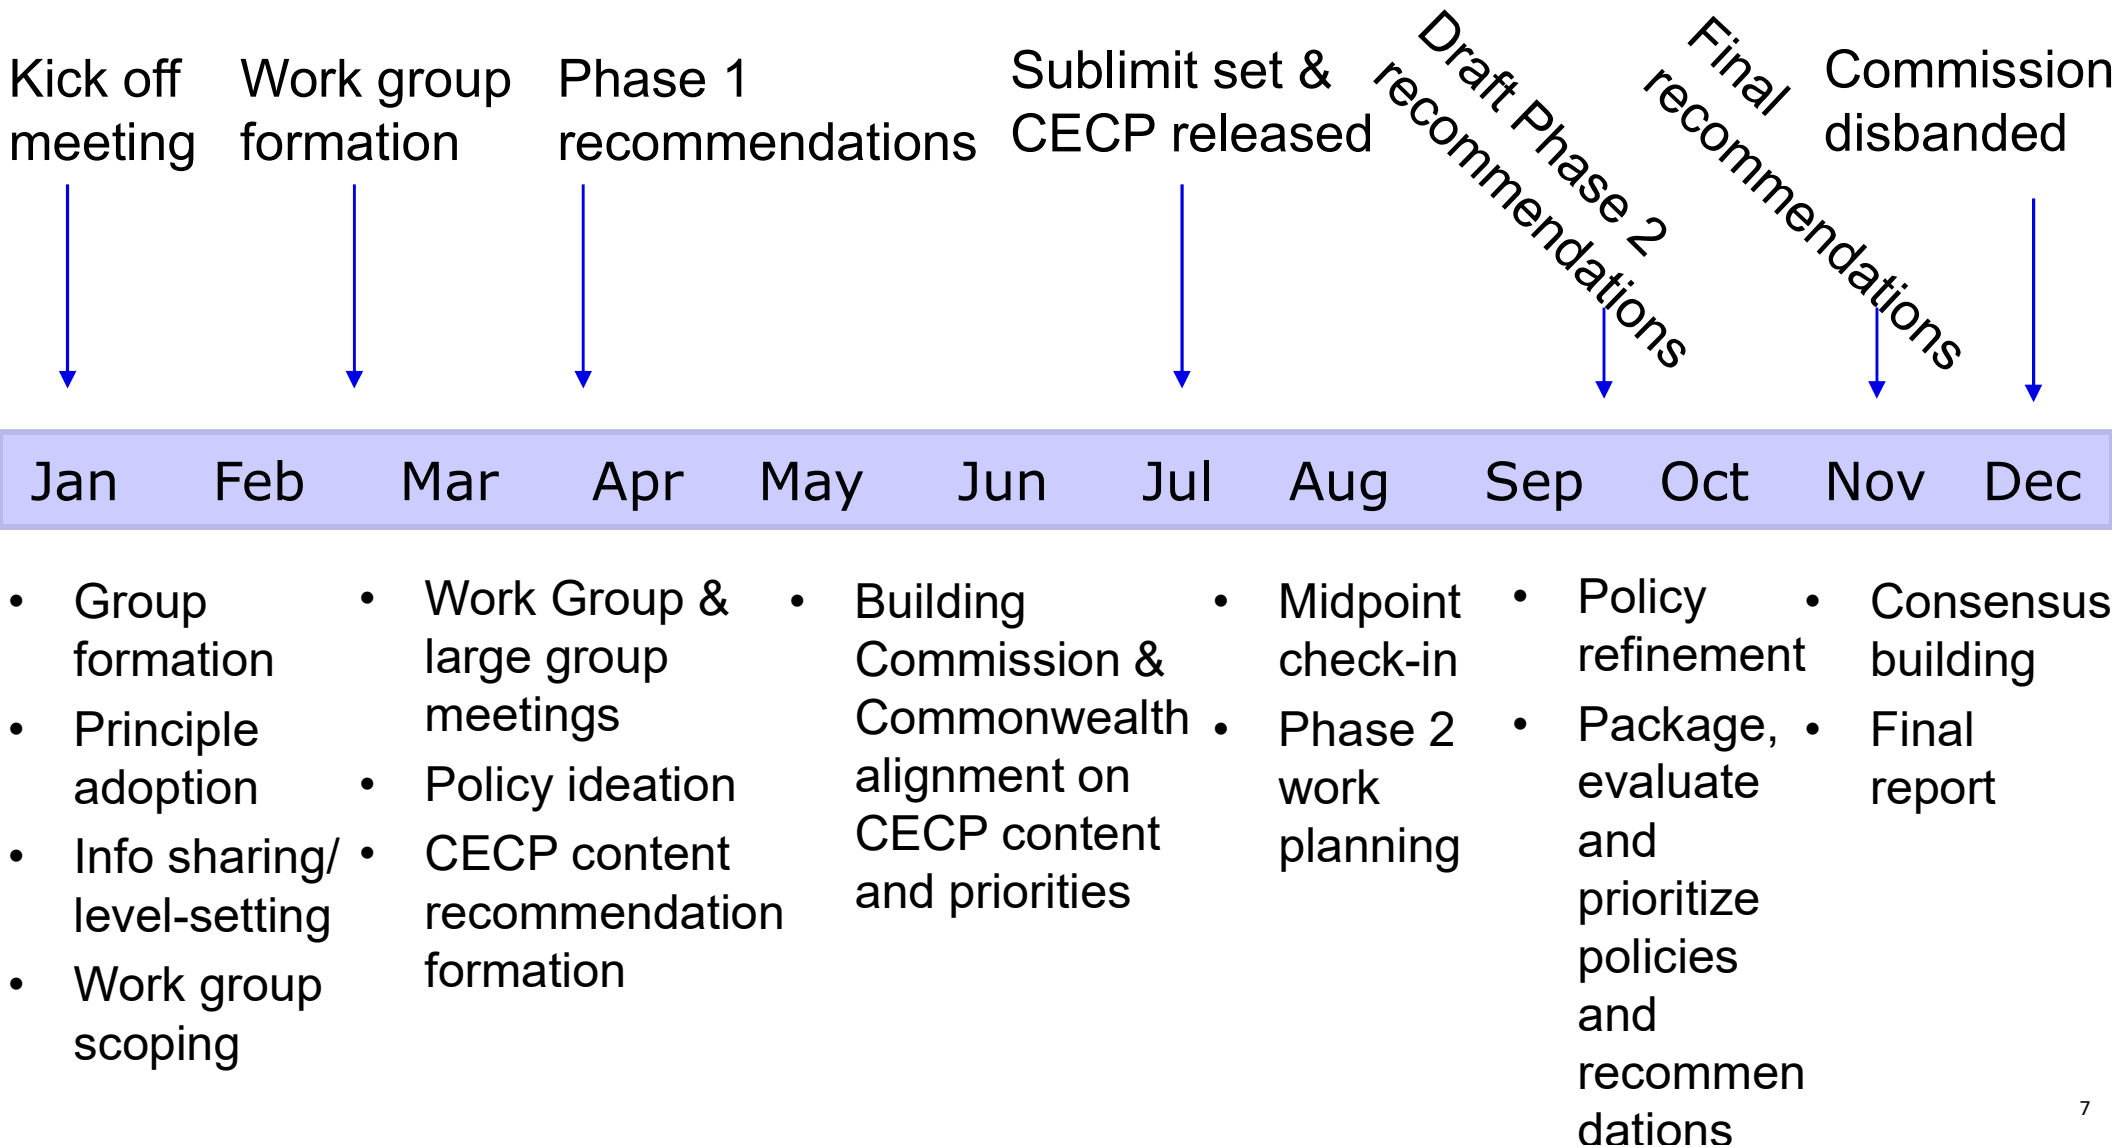 Kick off
meeting
Work group
formation
Phase 1
recommendations
Sublimit set &
CECP released
Draft Phase 2
recommendations
Final
recommendations
Commission
disbanded
Jan Feb Mar Apr May Jun Jul Aug Sep Oct Nov Dec
• Group
formation
• Principle
adoption
• Info sharing/
level-setting
• Work group
scoping
• Work Group &
large group
meetings
• Policy ideation
• CECP content
recommendation
formation
• Building
Commission &
Commonwealth
alignment on
CECP content
and priorities
• Midpoint
check-in
• Phase 2
work
planning
• Policy
refinement
• Package,
evaluate
and
prioritize
policies
and
recommen
dations
• Consensus
building
• Final
report
7